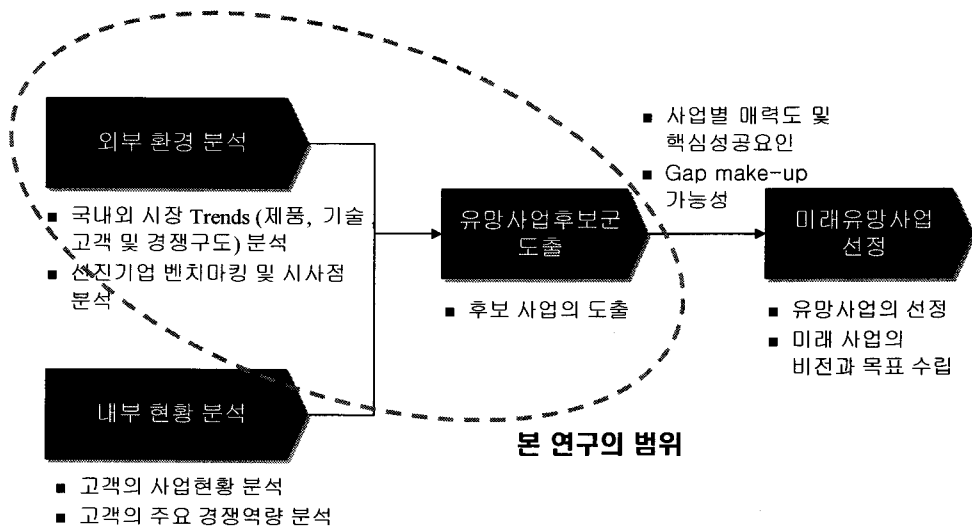 외부 환경 분석
■ 국내외 시장 Trends (제품, 기술
고객 및 경쟁구도) 분석
■ 선진기업 벤치마킹 및 시사점
분석
내부 현황 분석
■ 고객의 사업현황 분석
■ 고객의 주요 경쟁역량 분석
유망사업후보군
도출
■ 후보 사업의 도출
■ 사업별 매력도 및
핵심성공요인
■ Gap make-up
가능성
미래유망사업
선정
■ 유망사업의 선정
■ 미래 사업의
비전과 목표 수립
본 연구의 범위